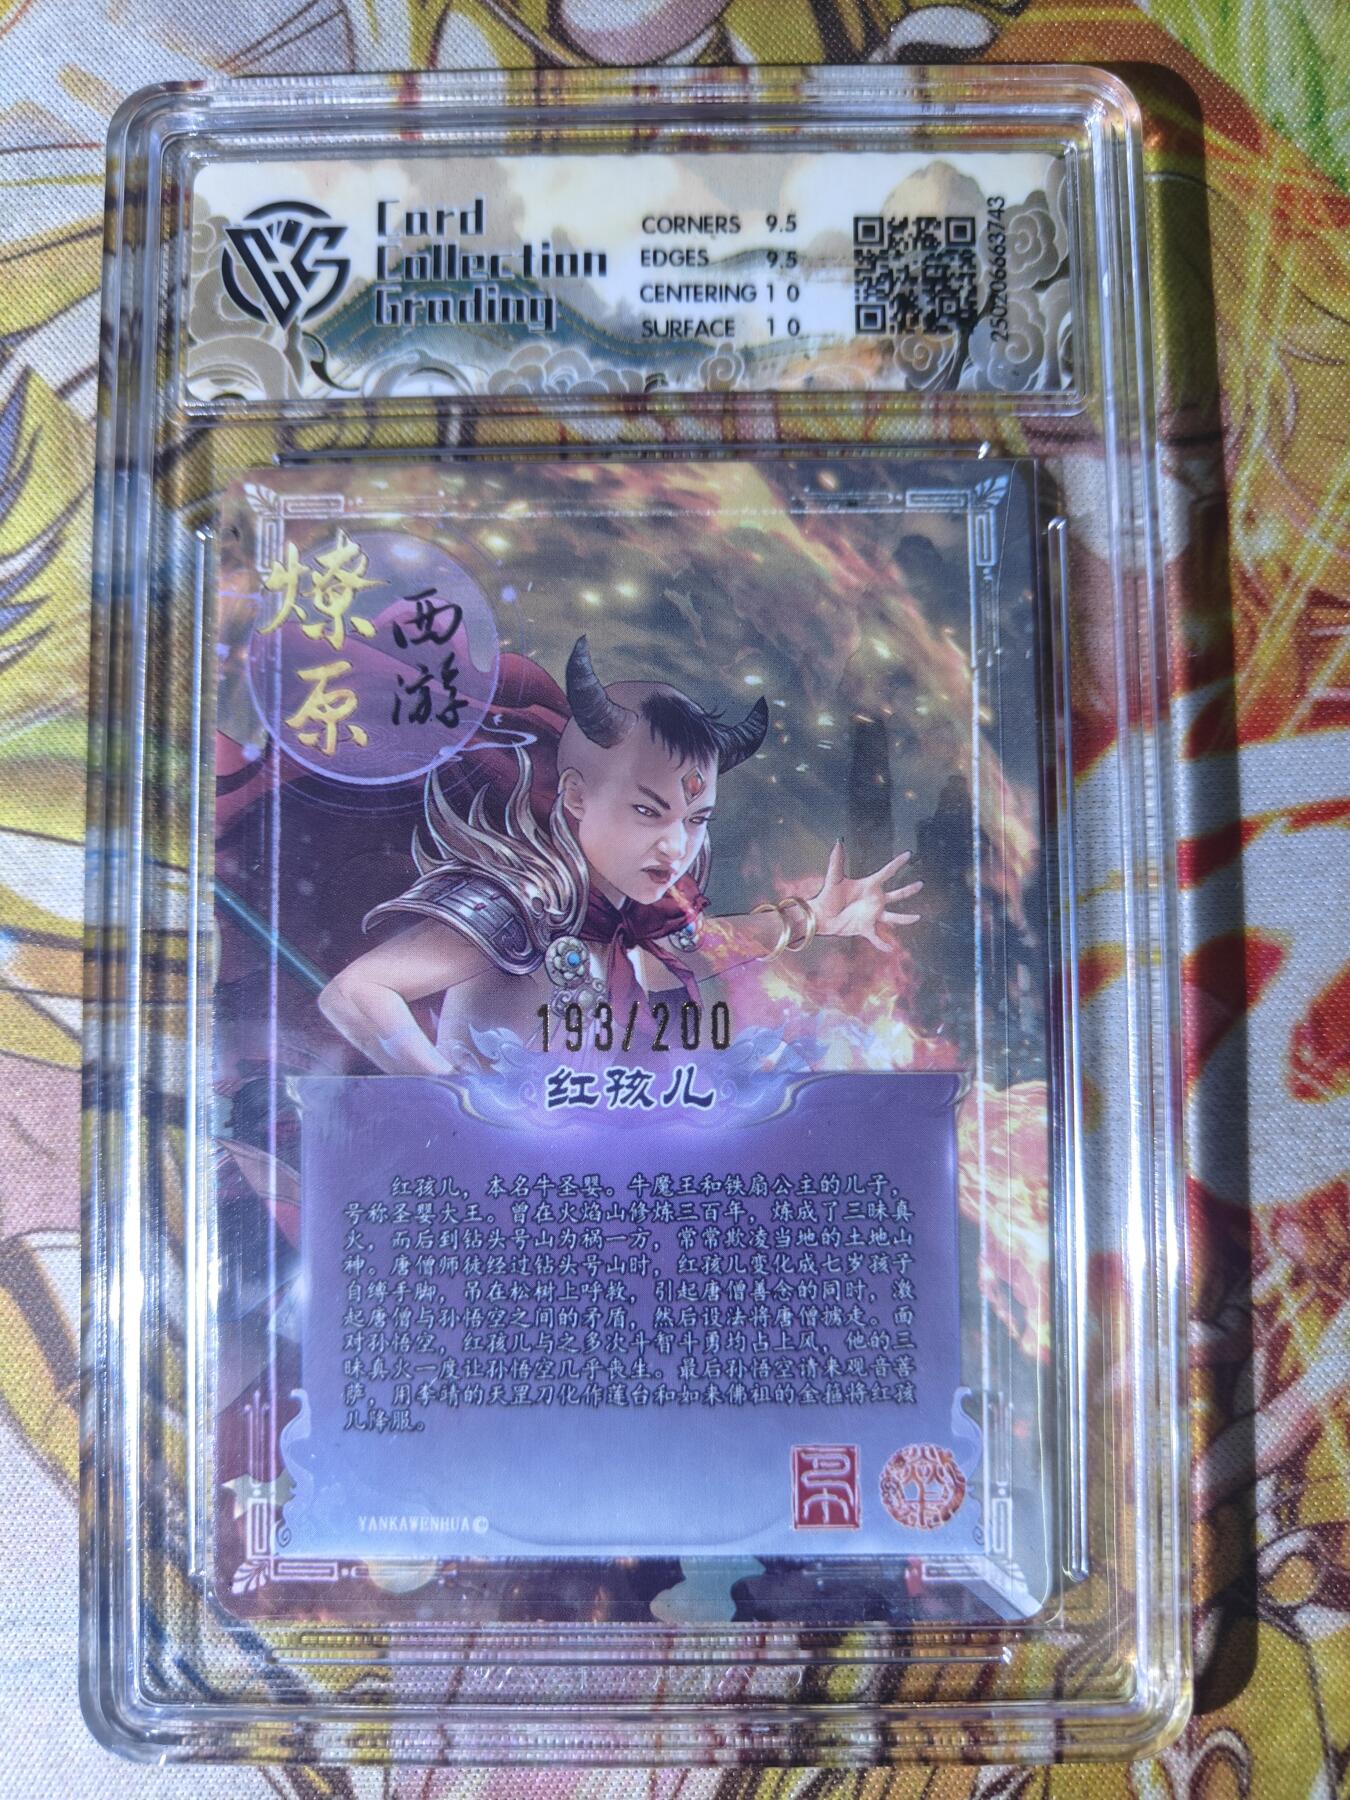 Card
Collection
Grading
CORNERS 9.5
EDGES 9.5
CENTERING 10
SURFACE 10
2502066637​43
燎原
西游
193/200
红孩儿
红孩儿，本名牛圣婴。牛魔王和铁扇公主的儿子，
号称圣婴大王。曾在火焰山修炼三百年，炼成了三昧真
火，而后到钻头号山为祸一方，常常欺凌当地的土地山
神。唐僧师徒经过钻头号山时，红孩儿变化成七岁孩子
自缚手脚，吊在松树上呼救，引起唐僧善念的同时，激
起唐僧与孙悟空之间的矛盾，然后设法将唐僧掳走。面
对孙悟空，红孩儿与之多次斗智斗勇均占上风，他的三
昧真火一度让孙悟空几乎丧生。最后孙悟空请来观音菩
萨，用李靖的天罡刀化作莲台和如来佛祖的金箍将红孩
儿降服。
YANKAWENHUA©